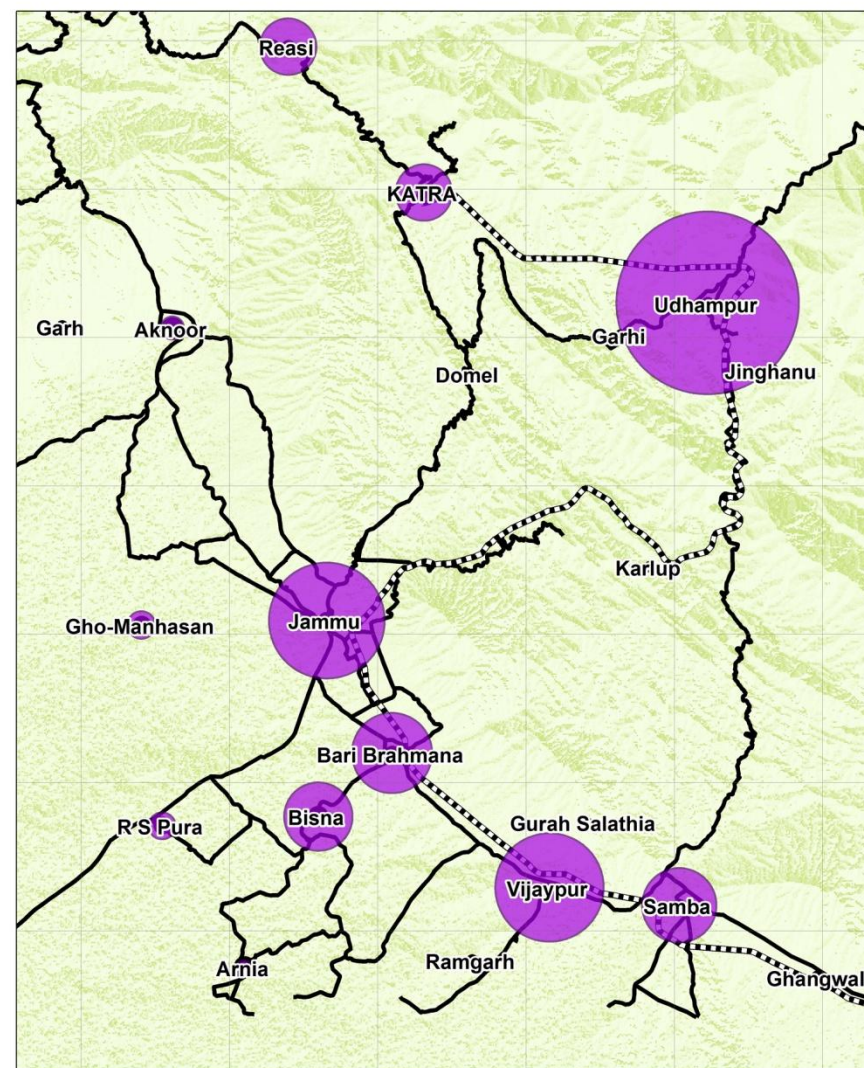 Reasi
KATRA
Udhampur
Garh
Aknoor
Garhi
Domel
Jinghanu
Karlup
Jammu
Gho-Manhasan
Bari Brahmana
R S Pura
Bisna
Gurah Salathia
Vijaypur
Samba
Arnia
Ramgarh
Ghangwal